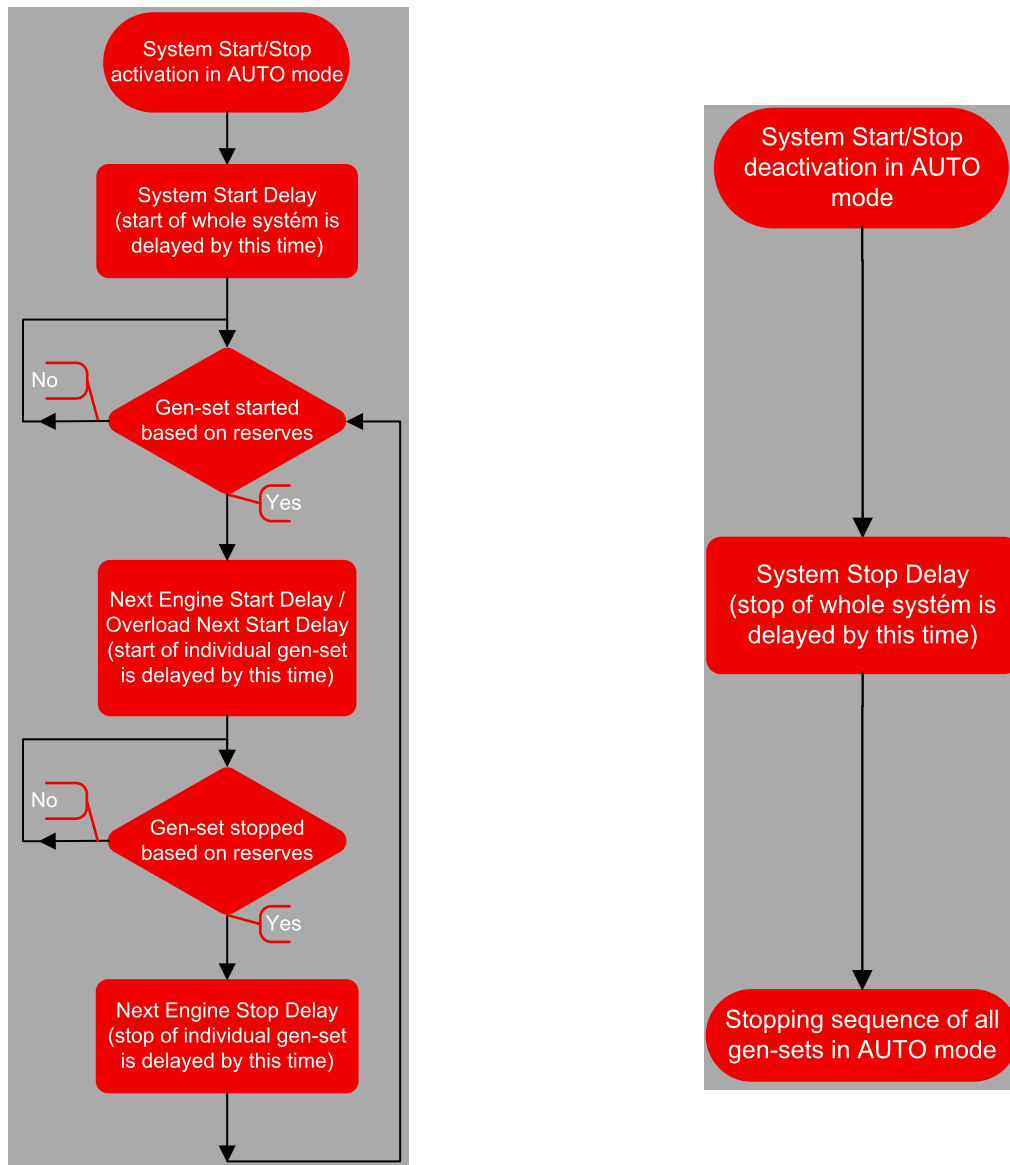 System Start/Stop
activation in AUTO mode
System Start Delay
(start of whole systém is
delayed by this time)
No
Gen-set started
based on reserves
Yes
Next Engine Start Delay /
Overload Next Start Delay
(start of individual gen-set
is delayed by this time)
No
Gen-set stopped
based on reserves
Yes
Next Engine Stop Delay
(stop of individual gen-set
is delayed by this time)
System Start/Stop
deactivation in AUTO
mode
System Stop Delay
(stop of whole systém is
delayed by this time)
Stopping sequence of all
gen-sets in AUTO mode